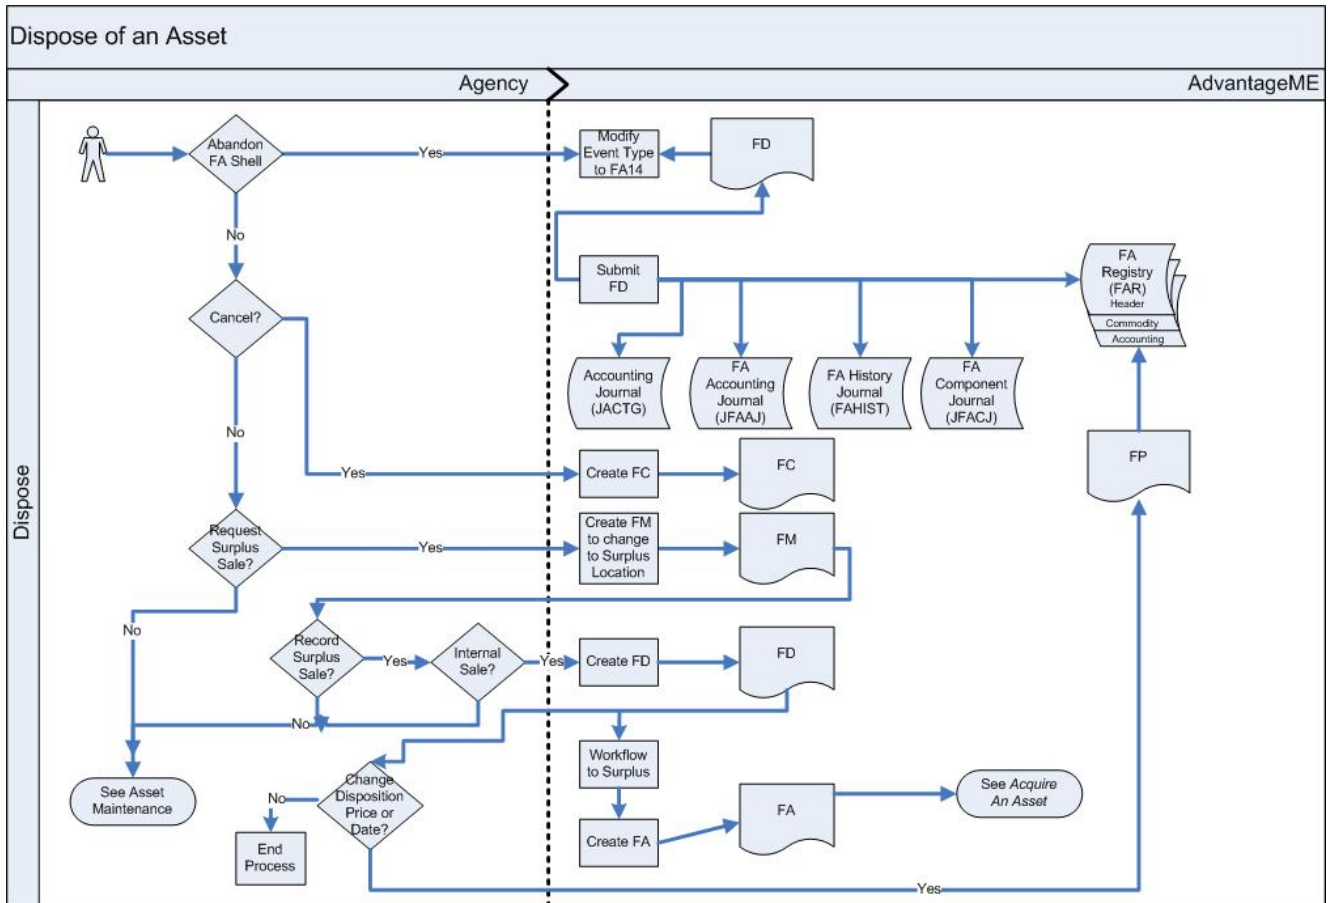 Dispose of an Asset
Agency
AdvantageME
Dispose
Abandon
FA Shell
Yes
Modify
Event Type
to FA14
FD
No
Submit
FD
FA
Registry
(FAR)
Header
Commodity
Accounting
Cancel?
Accounting
Journal
(JACTG)
FA
Accounting
Journal
(JFAAJ)
FA History
Journal
(FAHIST)
FA
Component
Journal
(JFACJ)
No
Yes
Create FC
FC
FP
Request
Surplus
Sale?
Yes
Create FM
to change
to Surplus
Location
FM
No
Record
Surplus
Sale?
Yes
Internal
Sale?
Yes
Create FD
FD
No
Workflow
to Surplus
See Asset
Maintenance
No
Change
Disposition
Price or
Date?
Create FA
FA
See Acquire
An Asset
End
Process
Yes